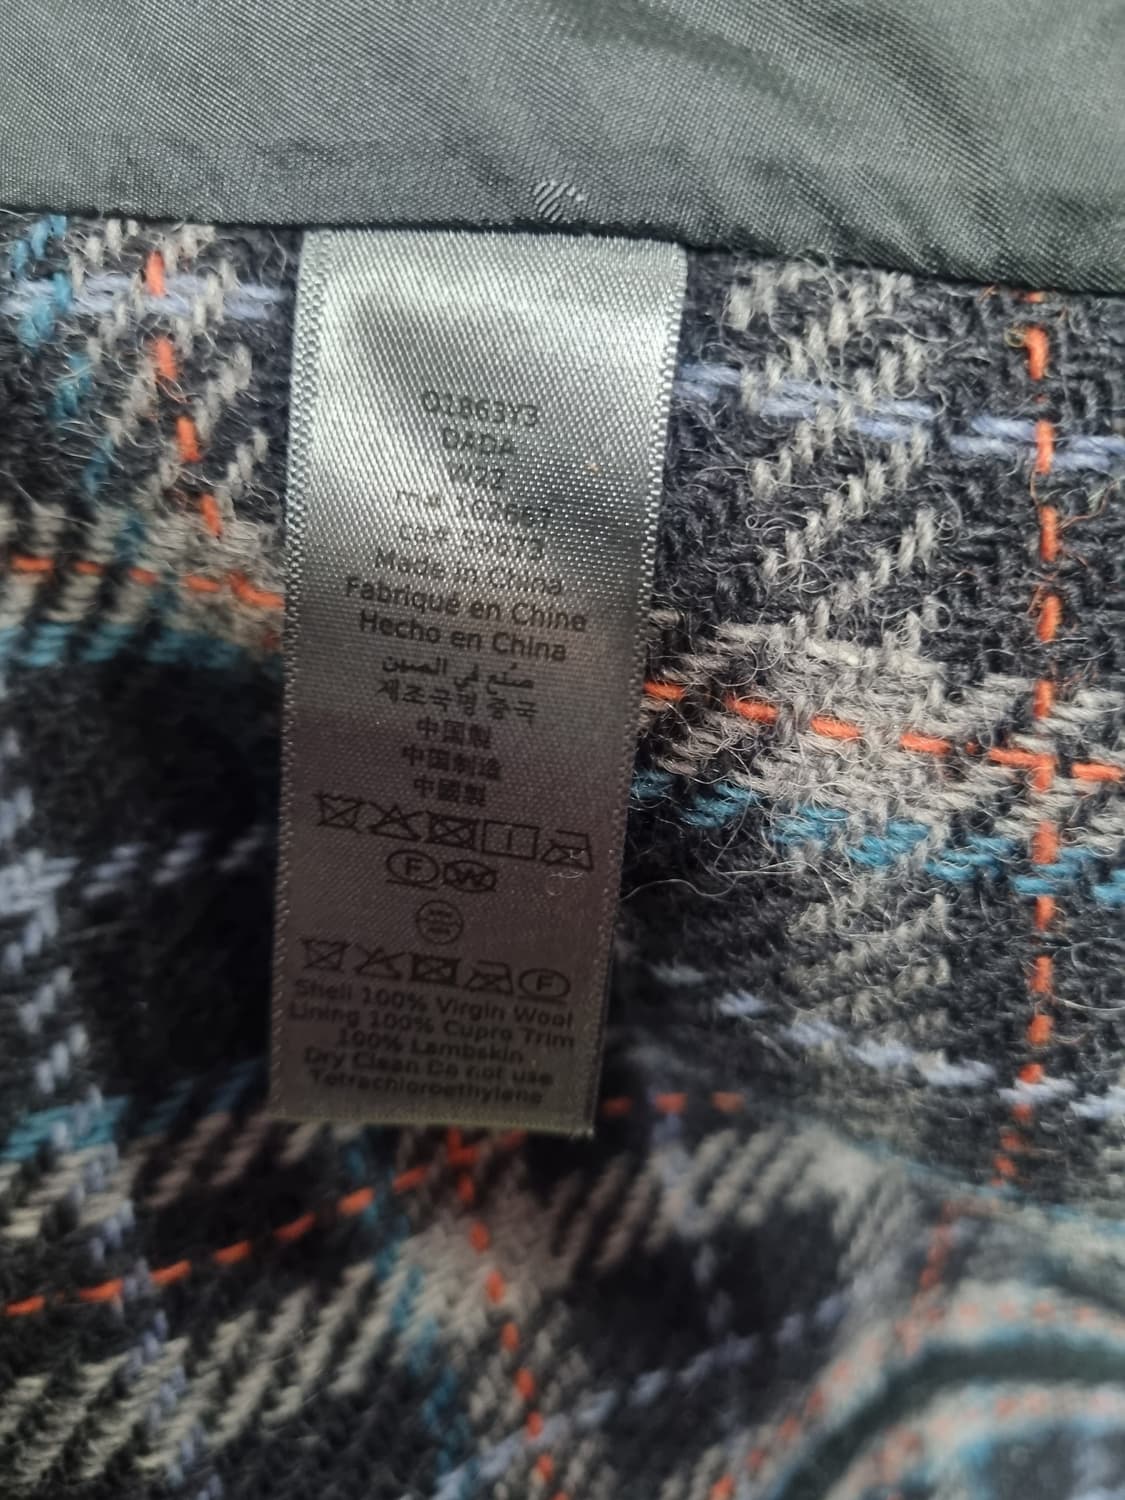 Q1863Y3
DADA
W22
Made in China
Fabriqué en Chine
Hecho en China
صُنع في الصين
제조국명 중국
中国製
中国制造
中國製
F W
F
Shell 100% Virgin Wool
Lining 100% Cupro Trim
100% Lambskin
Dry Clean Do not use
Tetrachloroethylene